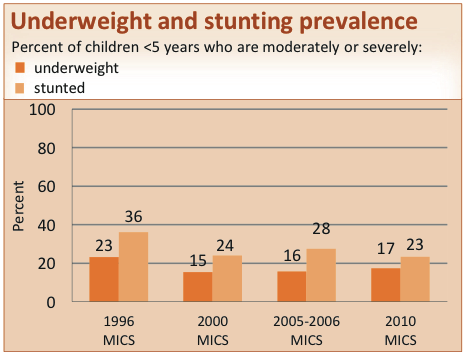 Underweight and stunting prevalence
Percent of children <5 years who are moderately or severely:
underweight
stunted
100
80
60
40
20
0
Percent
23
36
15
24
16
28
17
23
1996
MICS
2000
MICS
2005-2006
MICS
2010
MICS